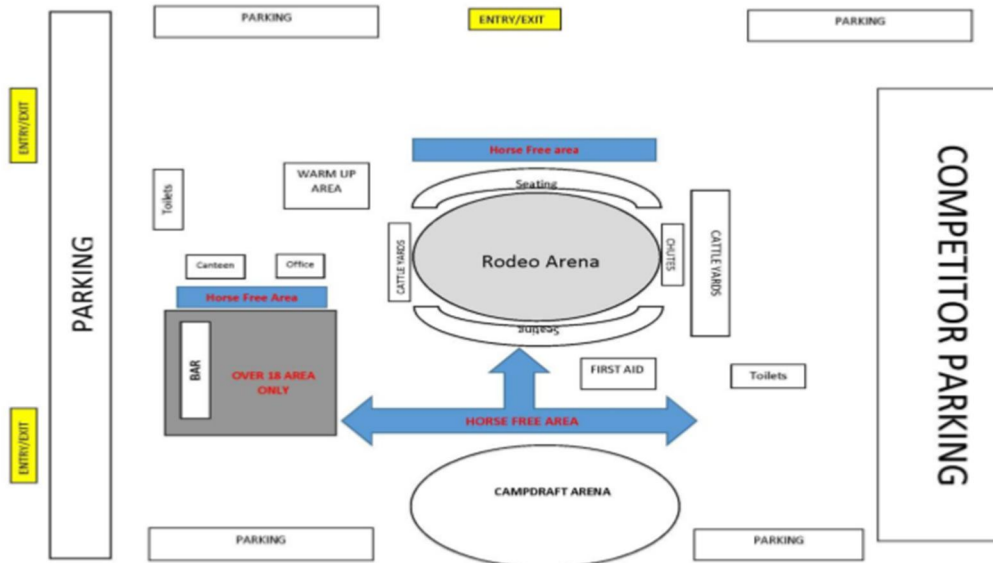 PARKING
ENTRY/EXIT
PARKING
ENTRY/EXIT
Horse Free area
WARM UP
AREA
Seating
Toilets
COMPETITOR PARKING
PARKING
CATTLE YARDS
Rodeo Arena
CHUTES
CATTLE YARDS
Canteen
Office
Horse Free Area
Seating
BAR
OVER 18 AREA
ONLY
FIRST AID
Toilets
HORSE FREE AREA
ENTRY/EXIT
CAMPDRAFT ARENA
PARKING
PARKING